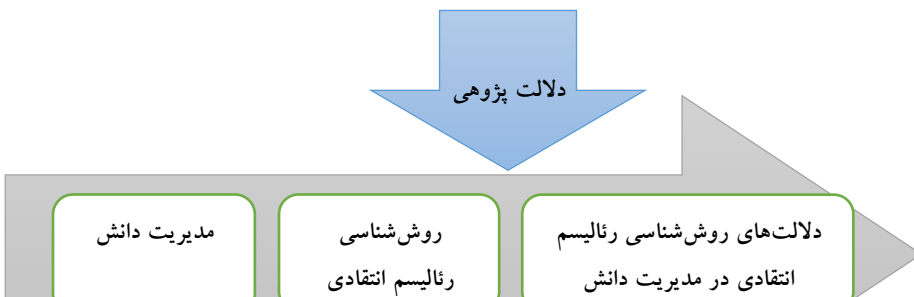 دلالت پژوهی
مدیریت دانش
روش‌شناسی
رئالیسم انتقادی
دلالت‌های روش‌شناسی رئالیسم
انتقادی در مدیریت دانش